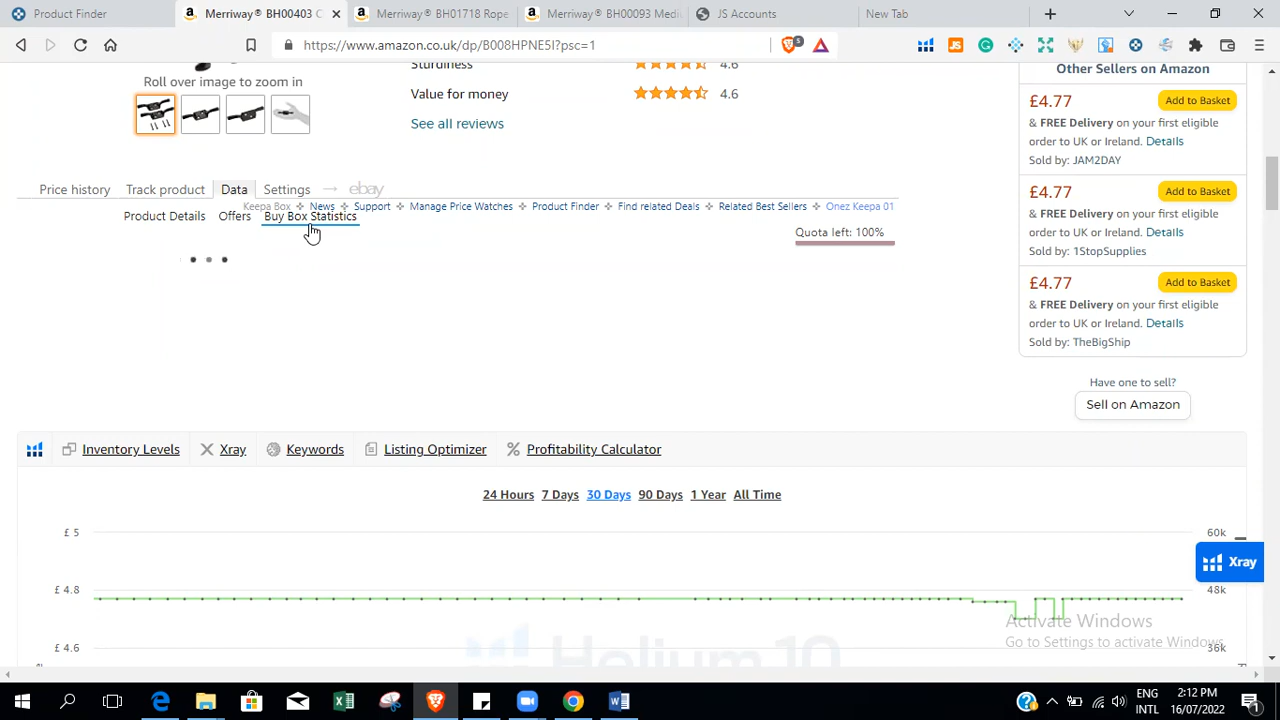 Product Finder
Merriway® BH00403 C
Merriway® BH01718 Rope
Merriway® BH00093 Medi
JS Accounts
New Tab
https://www.amazon.co.uk/dp/B008HPNE5I?psc=1
5
Roll over image to zoom in
Sturdiness 4.6
Value for money 4.6
See all reviews
Other Sellers on Amazon
£4.77 Add to Basket
& FREE Delivery on your first eligible
order to UK or Ireland. Details
Sold by: JAM2DAY
£4.77 Add to Basket
& FREE Delivery on your first eligible
order to UK or Ireland. Details
Sold by: 1StopSupplies
£4.77 Add to Basket
& FREE Delivery on your first eligible
order to UK or Ireland. Details
Sold by: TheBigShip
Have one to sell?
Sell on Amazon
Price history Track product Data Settings → ebay
Keepa Box News Support Manage Price Watches Product Finder Find related Deals Related Best Sellers Onez Keepa 01
Product Details Offers Buy Box Statistics
Quota left: 100%
Inventory Levels Xray Keywords Listing Optimizer Profitability Calculator
24 Hours 7 Days 30 Days 90 Days 1 Year All Time
£ 5 60k
Xray
£ 4.8 48k
Activate Windows
Go to Settings to activate Windows.
£ 4.6 36k
Helium 10
ENG 2:12 PM
INTL 16/07/2022
1